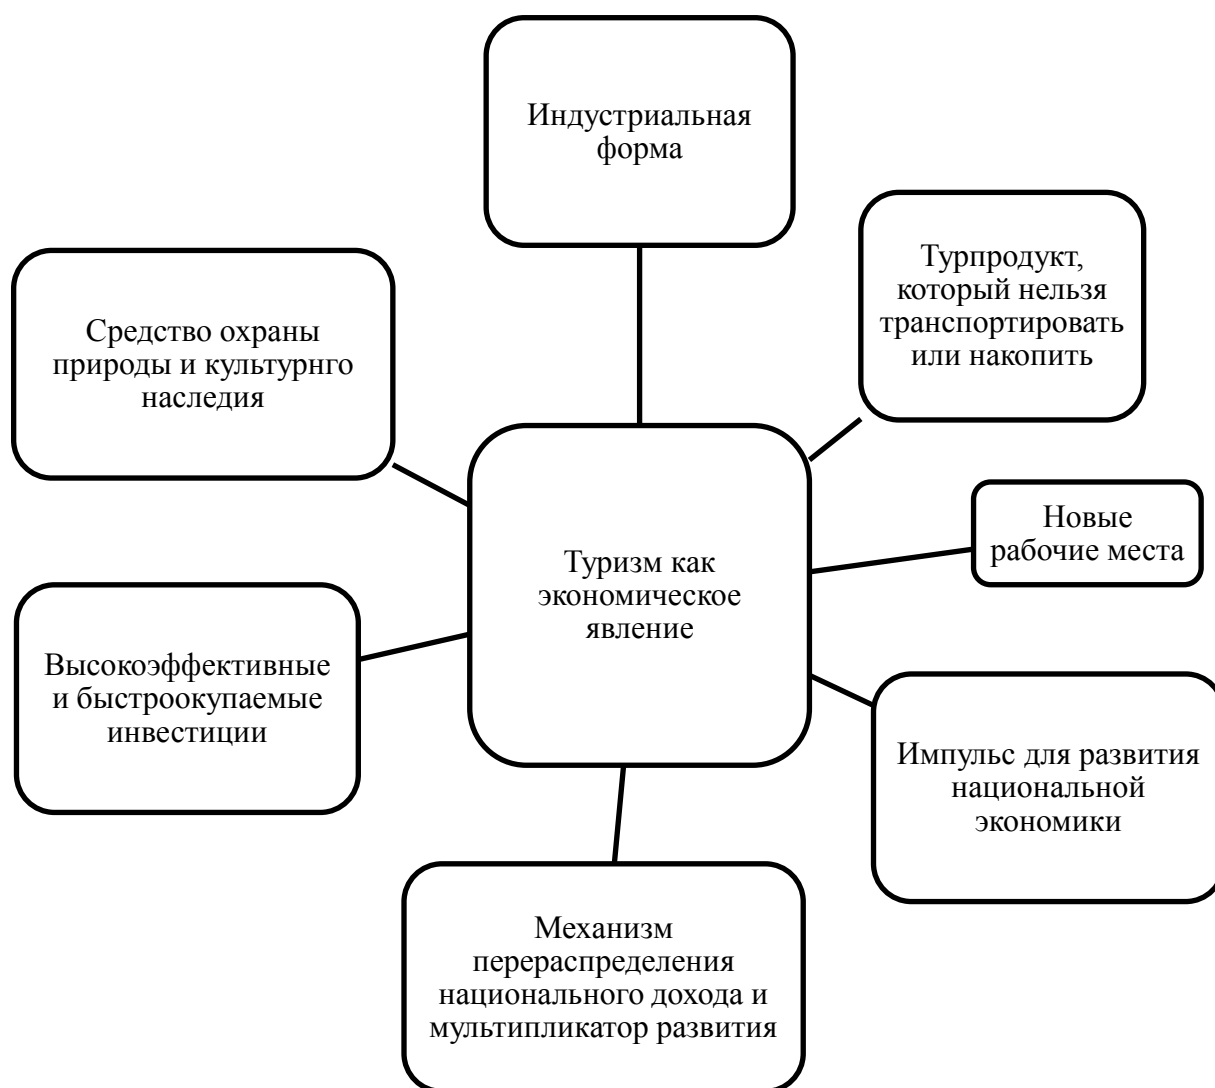 Индустриальная
форма
Турпродукт,
который нельзя
транспортировать
или накопить
Средство охраны
природы и культурнго
наследия
Новые
рабочие места
Туризм как
экономическое
явление
Высокоэффективные
и быстроокупаемые
инвестиции
Импульс для развития
национальной
экономики
Механизм
перераспределения
национального дохода и
мультипликатор развития